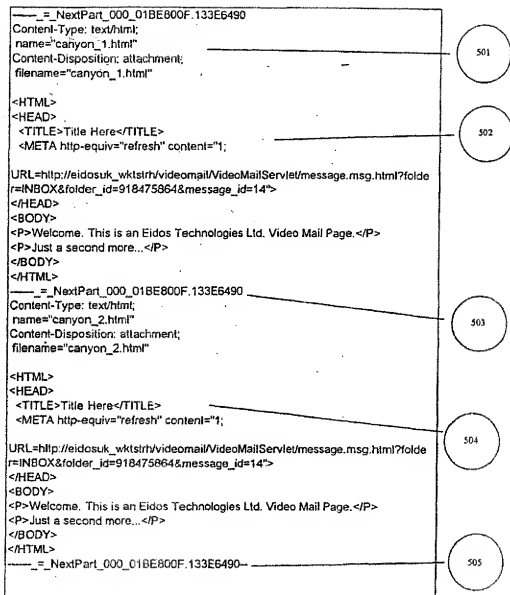 ------_=_NextPart_000_01BE800F.133E6490
Content-Type: text/html;
name="canyon_1.html"
Content-Disposition: attachment;
filename="canyon_1.html"
501
<HTML>
<HEAD>
<TITLE>Title Here</TITLE>
<META http-equiv="refresh" content="1;
502
URL=http://eidosuk_wktstrh/videomail/VideoMailServlet/message.msg.html?folde
r=INBOX&folder_id=918475864&message_id=14">
</HEAD>
<BODY>
<P>Welcome. This is an Eidos Technologies Ltd. Video Mail Page.</P>
<P>Just a second more...</P>
</BODY>
</HTML>
------_=_NextPart_000_01BE800F.133E6490
503
Content-Type: text/html;
name="canyon_2.html"
Content-Disposition: attachment;
filename="canyon_2.html"
<HTML>
<HEAD
<TITLE>Title Here</TITLE>
<META http-equiv="refresh" content="1;
504
URL=http://eidosuk_wktstrh/videomail/VideoMailServlet/message.msg.html?folde
r=INBOX&folder_id=918475864&message_id=14">
</HEAD>
<BODY>
<P>Welcome. This is an Eidos Technologies Ltd. Video Mail Page.</P>
<P>Just a second more...</P>
</BODY>
</HTML>
------_=_NextPart_000_01BE800F.133E6490--
505